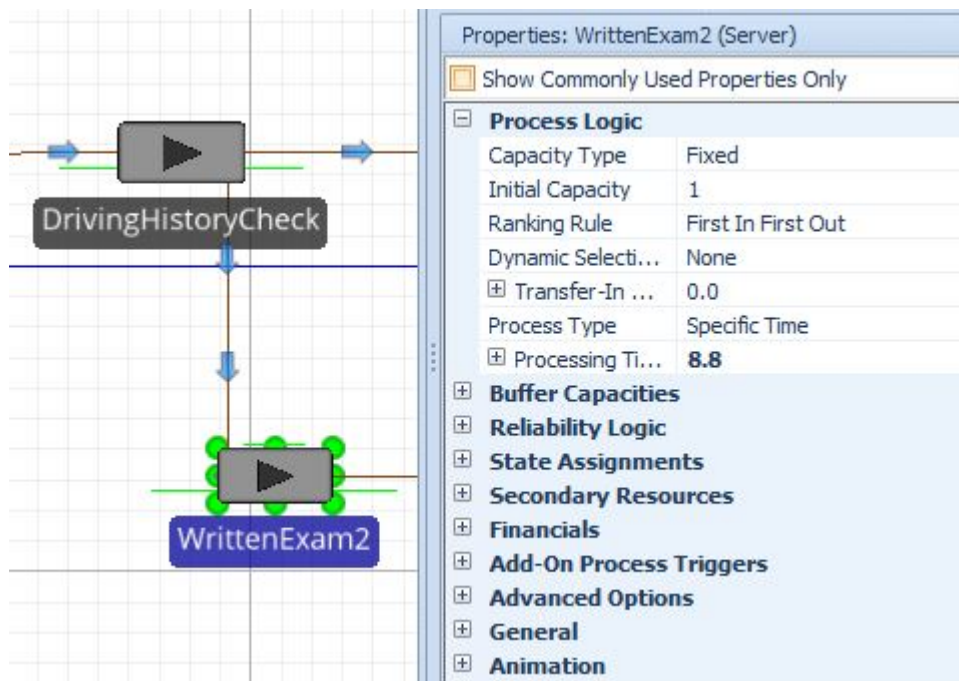 DrivingHistoryCheck
WrittenExam2
Properties: WrittenExam2 (Server)
Show Commonly Used Properties Only
Process Logic
Capacity Type Fixed
Initial Capacity 1
Ranking Rule First In First Out
Dynamic Selecti... None
Transfer-In ... 0.0
Process Type Specific Time
Processing Ti... 8.8
Buffer Capacities
Reliability Logic
State Assignments
Secondary Resources
Financials
Add-On Process Triggers
Advanced Options
General
Animation